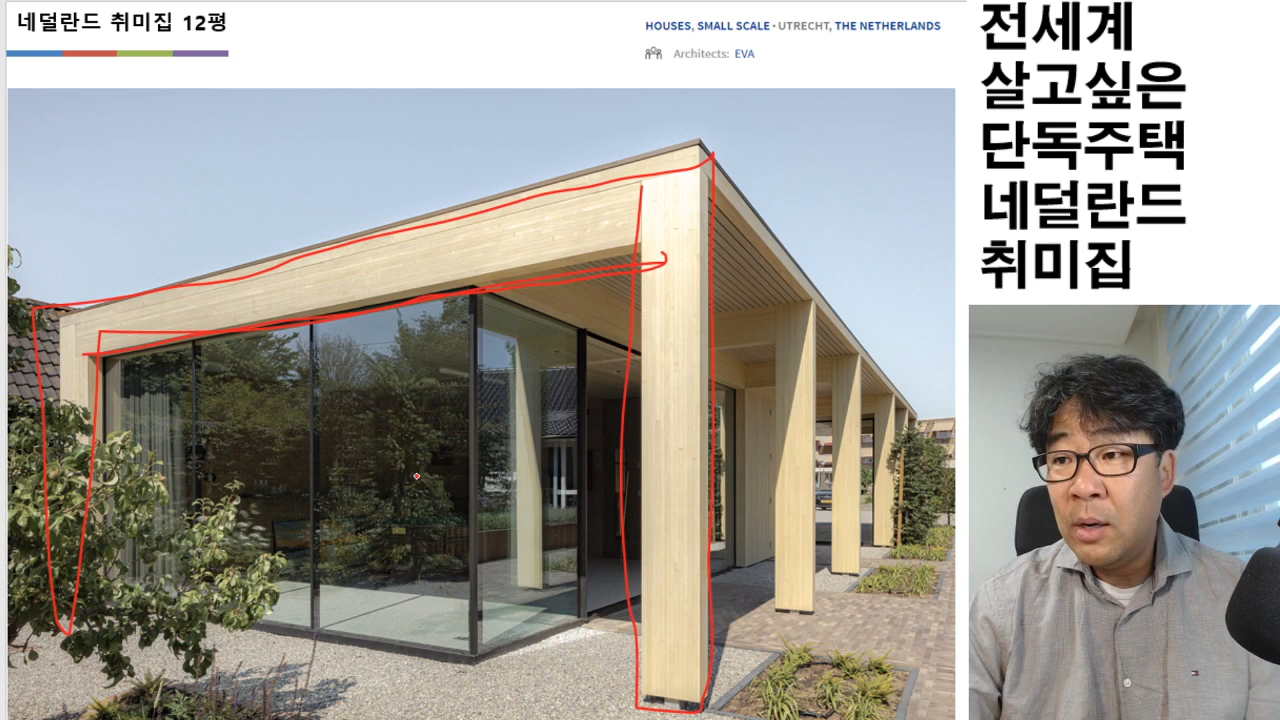 네덜란드 취미집 12평
HOUSES, SMALL SCALE · UTRECHT, THE NETHERLANDS
Architects: EVA
전세계
살고싶은
단독주택
네덜란드
취미집